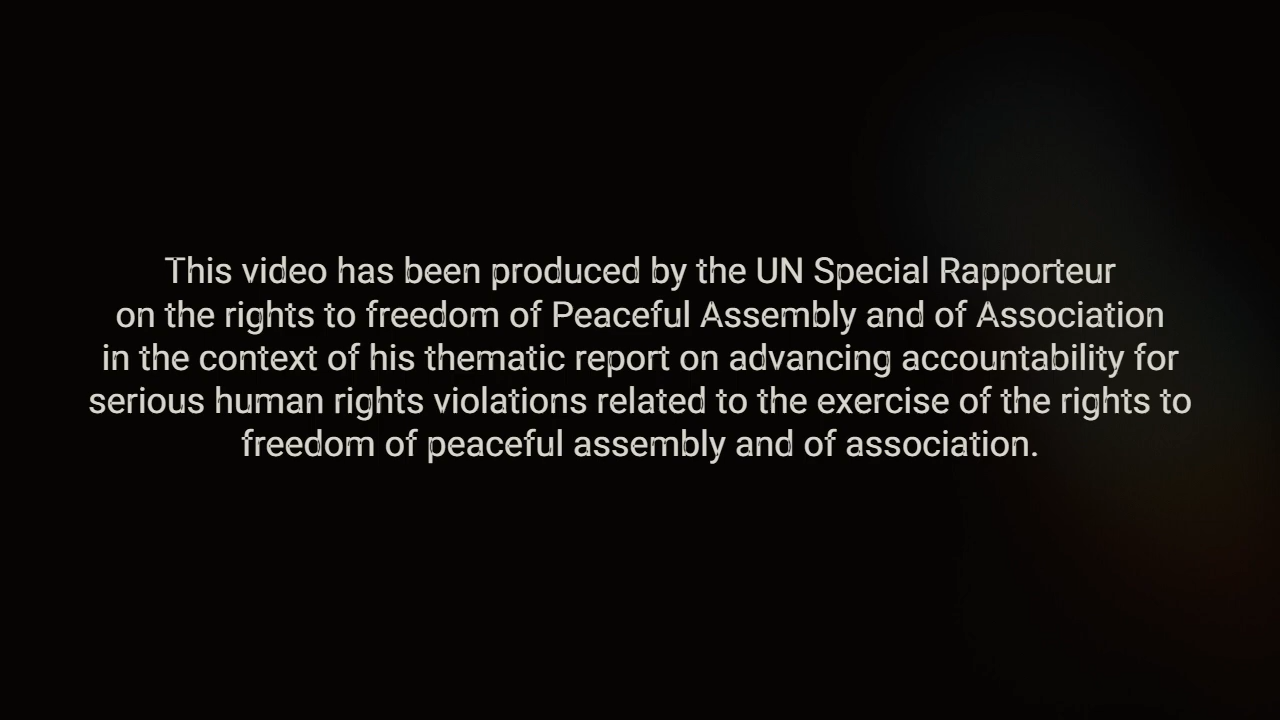 This video has been produced by the UN Special Rapporteur
on the rights to freedom of Peaceful Assembly and of Association
in the context of his thematic report on advancing accountability for
serious human rights violations related to the exercise of the rights to
freedom of peaceful assembly and of association.